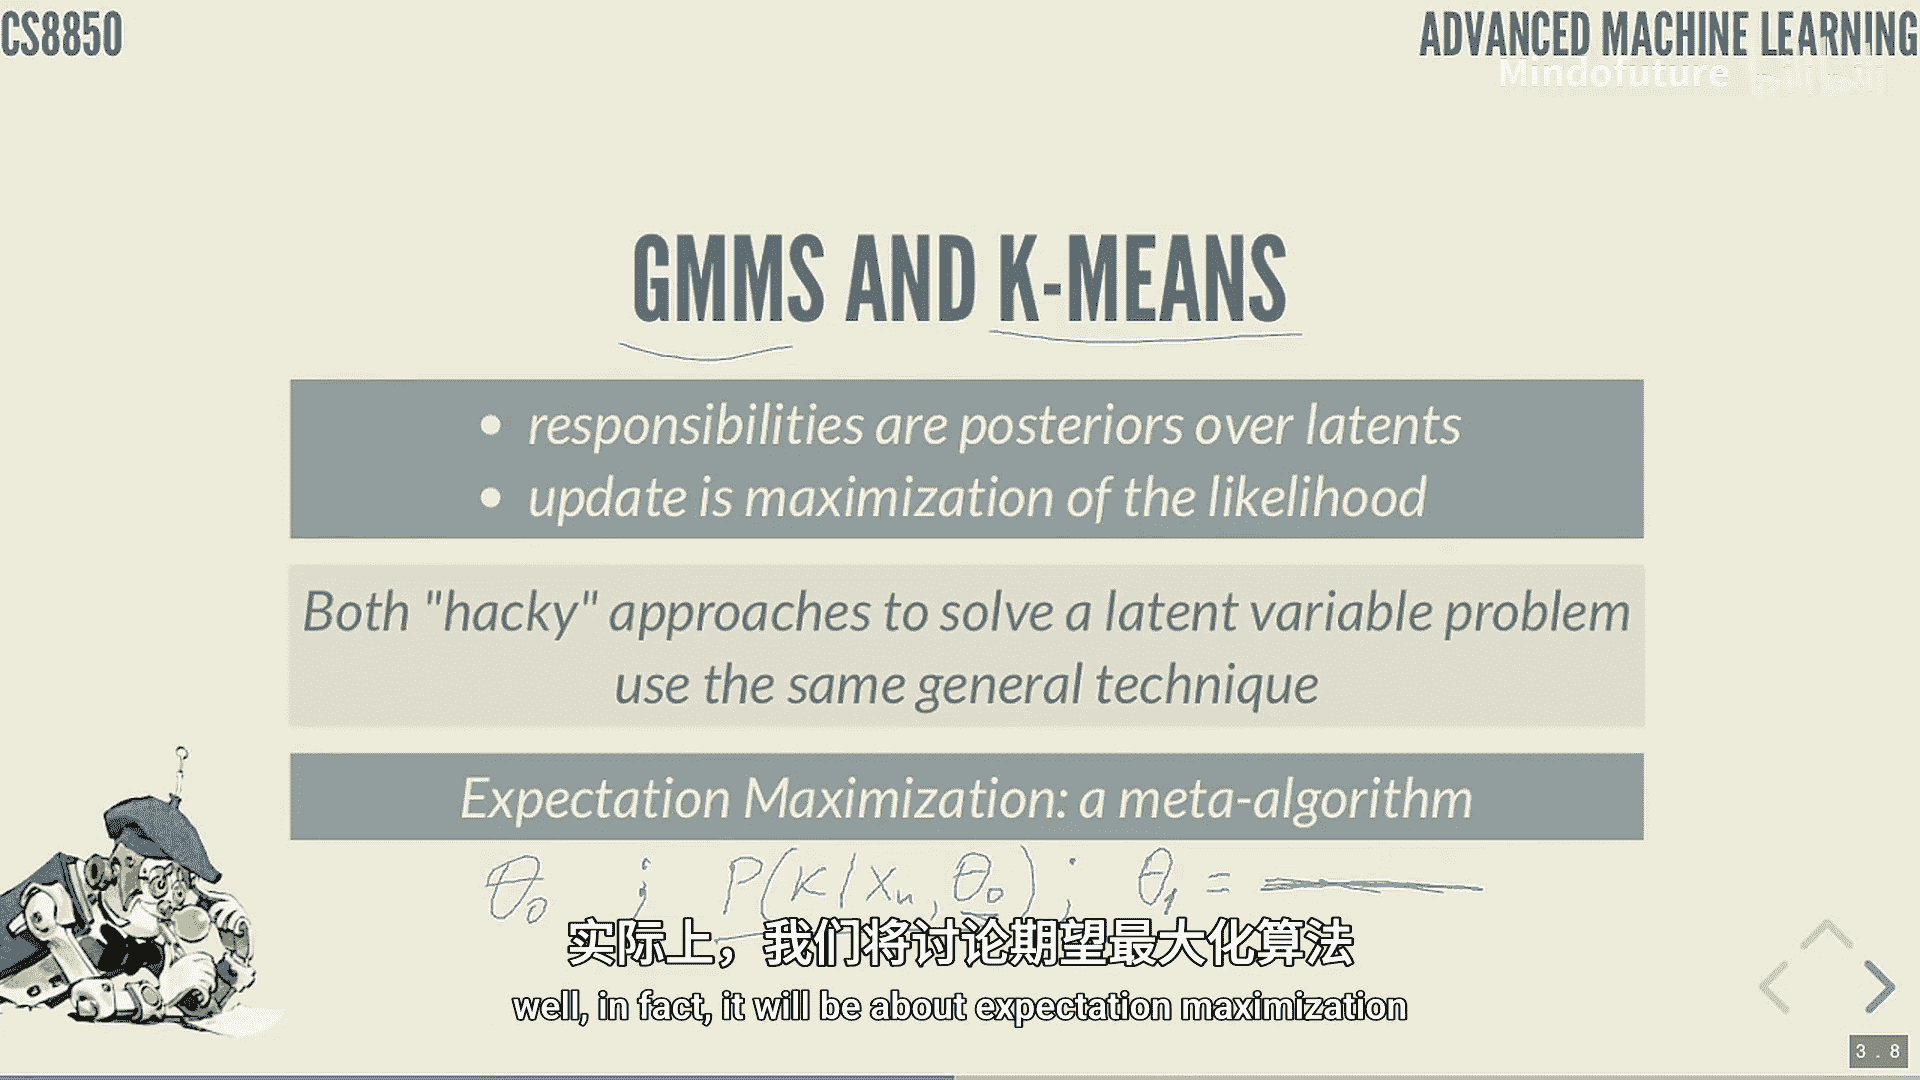 CS8850
ADVANCED MACHINE LEARNING
Mindofuture bilibili
GMMS AND K-MEANS
• responsibilities are posteriors over latents
• update is maximization of the likelihood
Both "hacky" approaches to solve a latent variable problem
use the same general technique
Expectation Maximization: a meta-algorithm
θ₀ ; P(K|Xₙ, θ₀) ; θ₁ =
实际上，我们将讨论期望最大化算法
well, in fact, it will be about expectation maximization
3.8